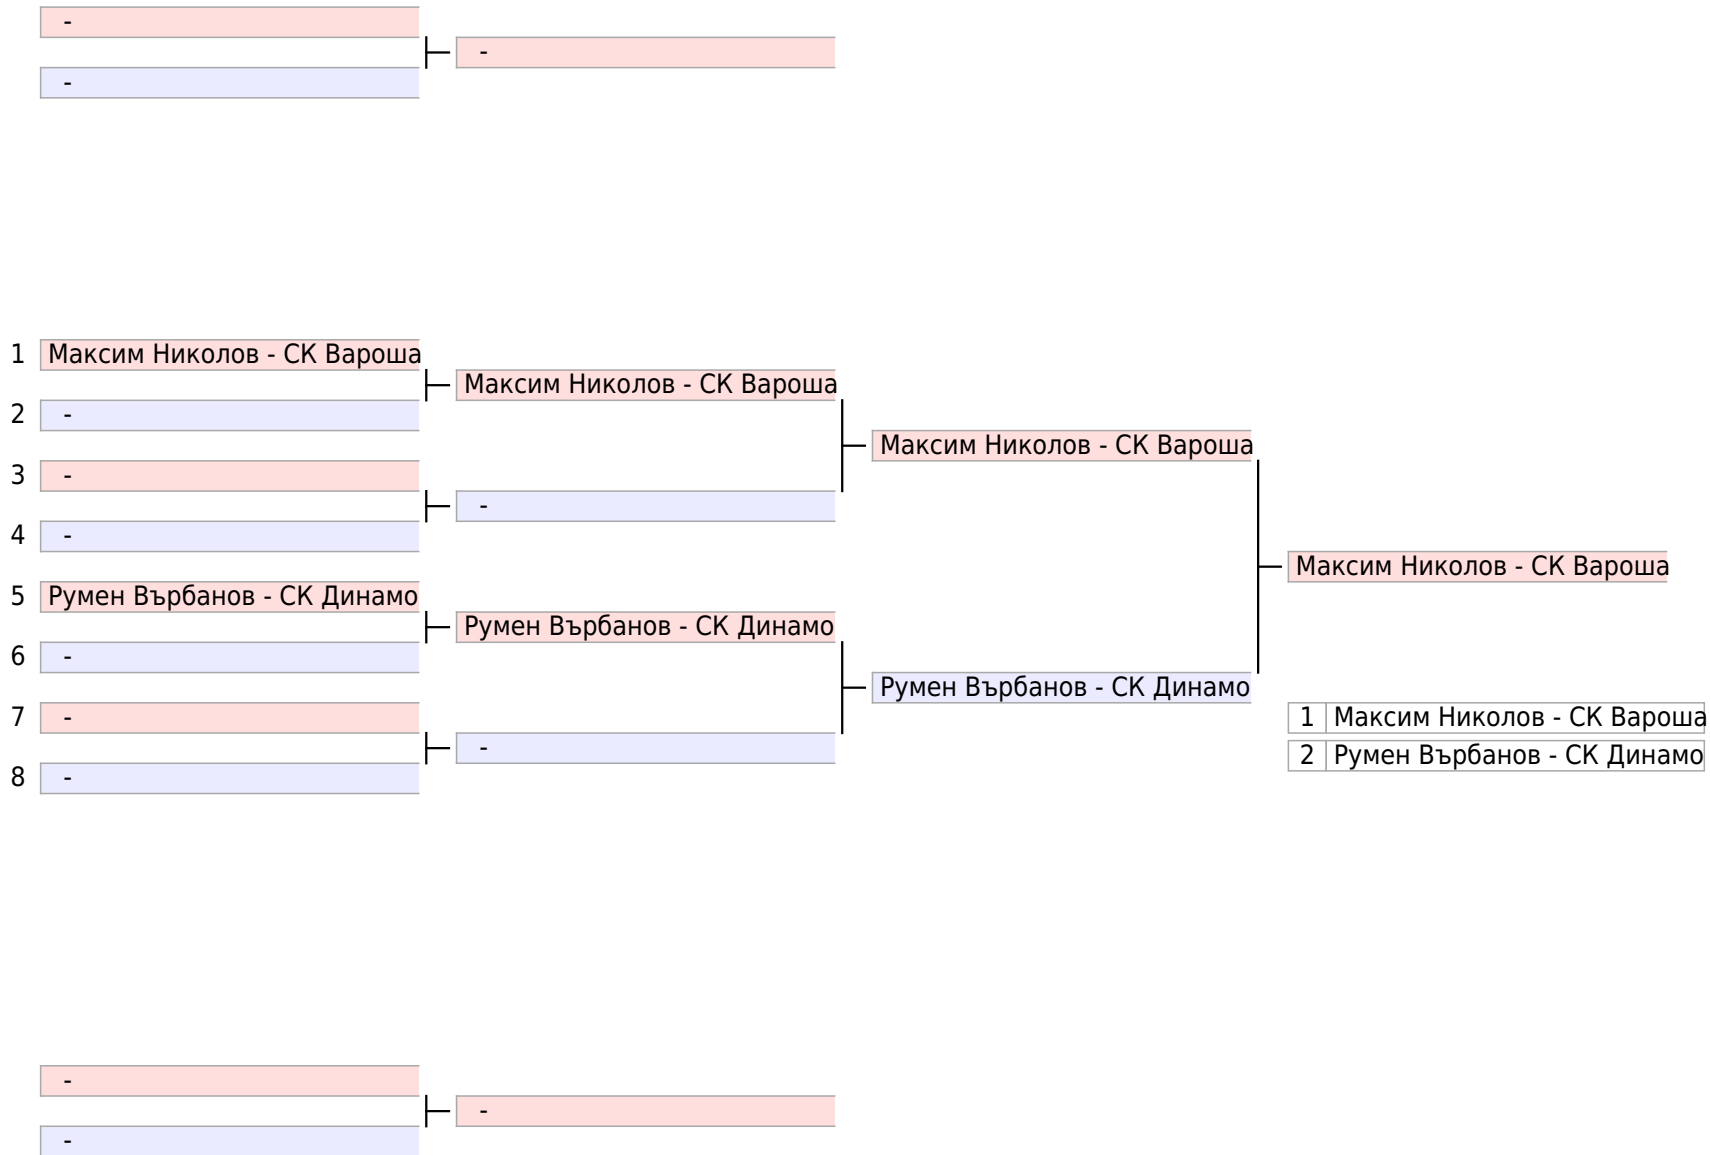 -
-
-
1 Максим Николов - СК Вароша
Максим Николов - СК Вароша
2 -
Максим Николов - СК Вароша
3 -
-
4 -
Максим Николов - СК Вароша
5 Румен Върбанов - СК Динамо
Румен Върбанов - СК Динамо
6 -
Румен Върбанов - СК Динамо
7 -
1 Максим Николов - СК Вароша
-
2 Румен Върбанов - СК Динамо
8 -
-
-
-